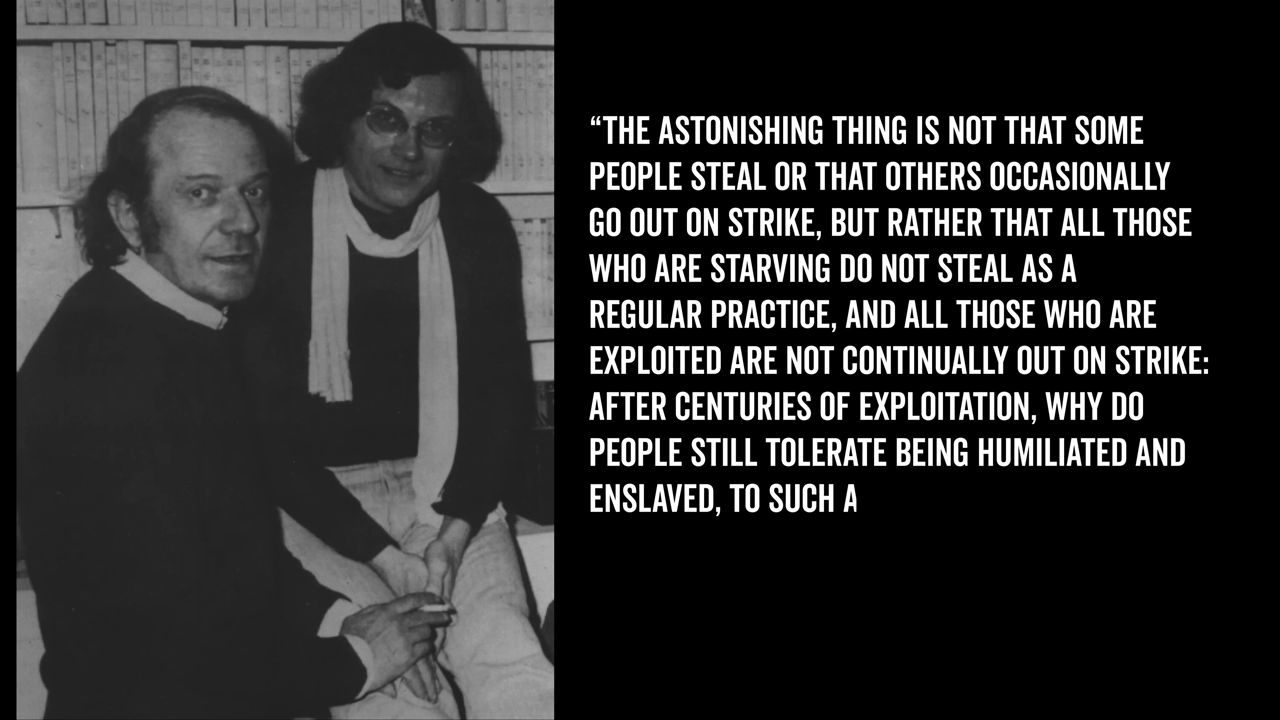 “THE ASTONISHING THING IS NOT THAT SOME
PEOPLE STEAL OR THAT OTHERS OCCASIONALLY
GO OUT ON STRIKE, BUT RATHER THAT ALL THOSE
WHO ARE STARVING DO NOT STEAL AS A
REGULAR PRACTICE, AND ALL THOSE WHO ARE
EXPLOITED ARE NOT CONTINUALLY OUT ON STRIKE:
AFTER CENTURIES OF EXPLOITATION, WHY DO
PEOPLE STILL TOLERATE BEING HUMILIATED AND
ENSLAVED, TO SUCH A